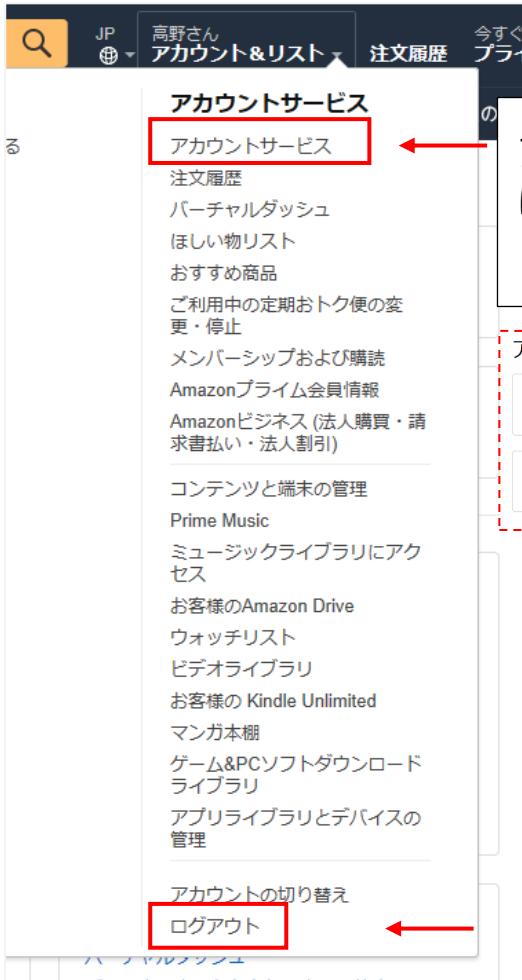 JP
高野さん
アカウント&リスト
注文履歴
今すぐ
プライ
の
る
アカウントサービス
アカウントサービス
注文履歴
バーチャルダッシュ
ほしい物リスト
おすすめ商品
ご利用中の定期おトク便の変
更・停止
メンバーシップおよび購読
Amazonプライム会員情報
Amazonビジネス (法人購買・請
求書払い・法人割引)
コンテンツと端末の管理
Prime Music
ミュージックライブラリにアク
セス
お客様のAmazon Drive
ウォッチリスト
ビデオライブラリ
お客様の Kindle Unlimited
マンガ本棚
ゲーム&PCソフトダウンロード
ライブラリ
アプリライブラリとデバイスの
管理
アカウントの切り替え
ログアウト
バーチャルダッシュ